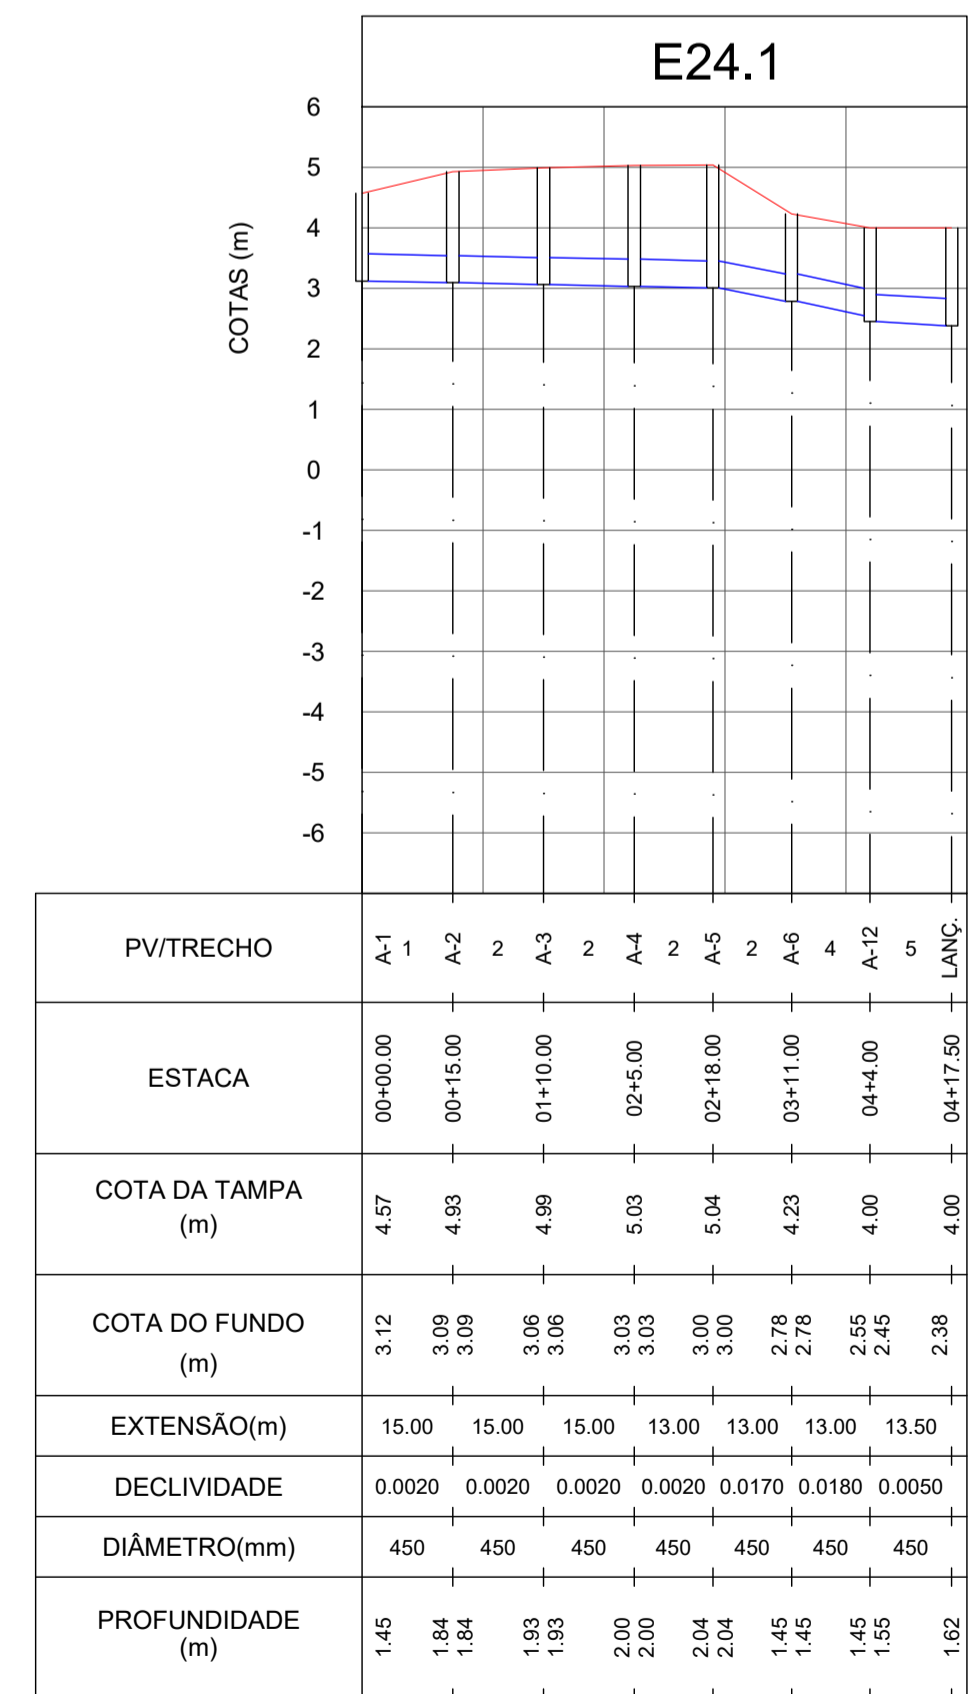 E24.1
COTAS (m)
6
5
4
3
2
1
0
-1
-2
-3
-4
-5
-6
PV/TRECHO
A-1 1 A-2 2 A-3 2 A-4 2 A-5 2 A-6 4 A-12 5 LANÇ.
ESTACA
00+00.00 00+15.00 01+10.00 02+5.00 02+18.00 03+11.00 04+4.00 04+17.50
COTA DA TAMPA
(m)
4.57 4.93 4.99 5.03 5.04 4.23 4.00 4.00
COTA DO FUNDO
(m)
3.12 3.09 3.09 3.06 3.06 3.03 3.03 3.00 3.00 2.78 2.78 2.55 2.45 2.38
EXTENSÃO(m)
15.00 15.00 15.00 13.00 13.00 13.00 13.50
DECLIVIDADE
0.0020 0.0020 0.0020 0.0020 0.0170 0.0180 0.0050
DIÂMETRO(mm)
450 450 450 450 450 450 450
PROFUNDIDADE
(m)
1.45 1.84 1.84 1.93 1.93 2.00 2.00 2.04 2.04 1.45 1.45 1.45 1.55 1.62